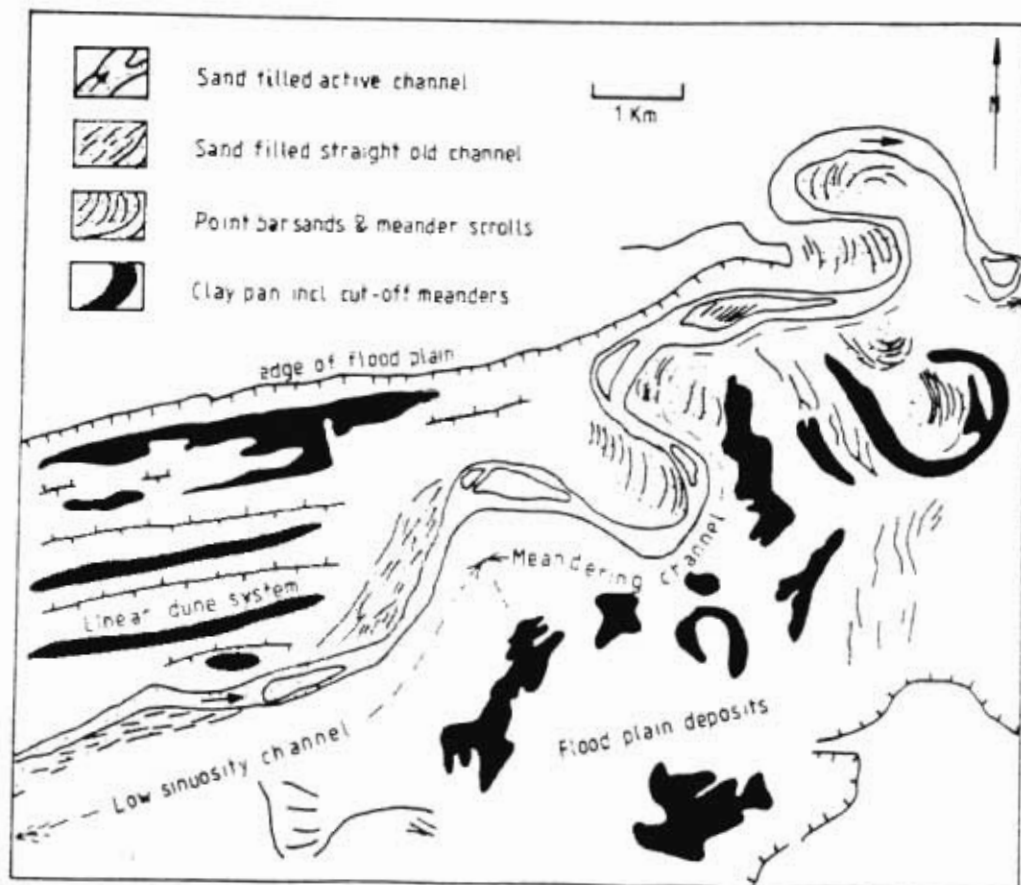 Sand filled active channel
Sand filled straight old channel
Point bar sands & meander scrolls
Clay pan incl cut-off meanders
1 Km
N
edge of flood plain
Meandering channel
Linear dune system
Flood plain deposits
Low sinuosity channel